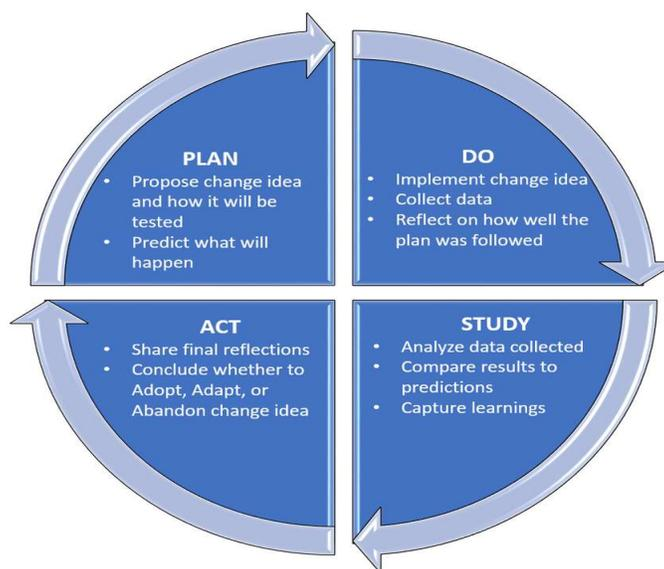 PLAN
• Propose change idea
and how it will be
tested
• Predict what will
happen
DO
• Implement change idea
• Collect data
• Reflect on how well the
plan was followed
ACT
• Share final reflections
• Conclude whether to
Adopt, Adapt, or
Abandon change idea
STUDY
• Analyze data collected
• Compare results to
predictions
• Capture learnings